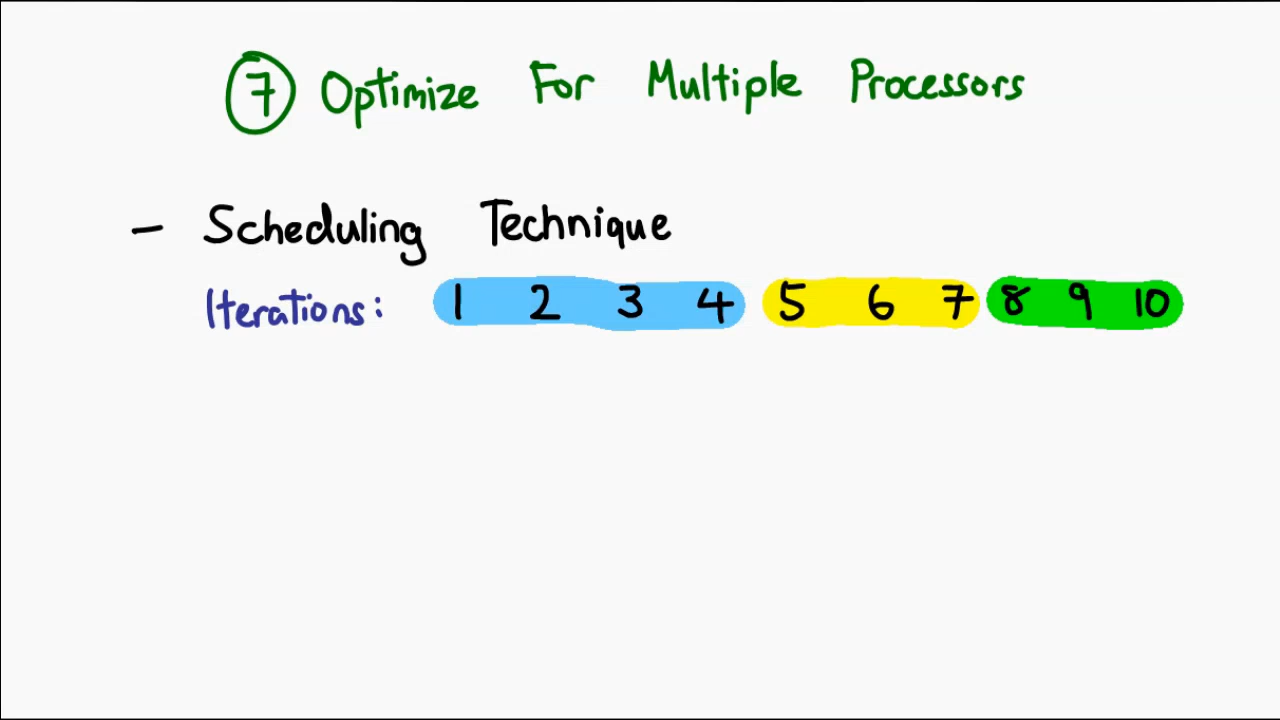 7 Optimize For Multiple Processors
- Scheduling Technique
Iterations: 1 2 3 4 5 6 7 8 9 10